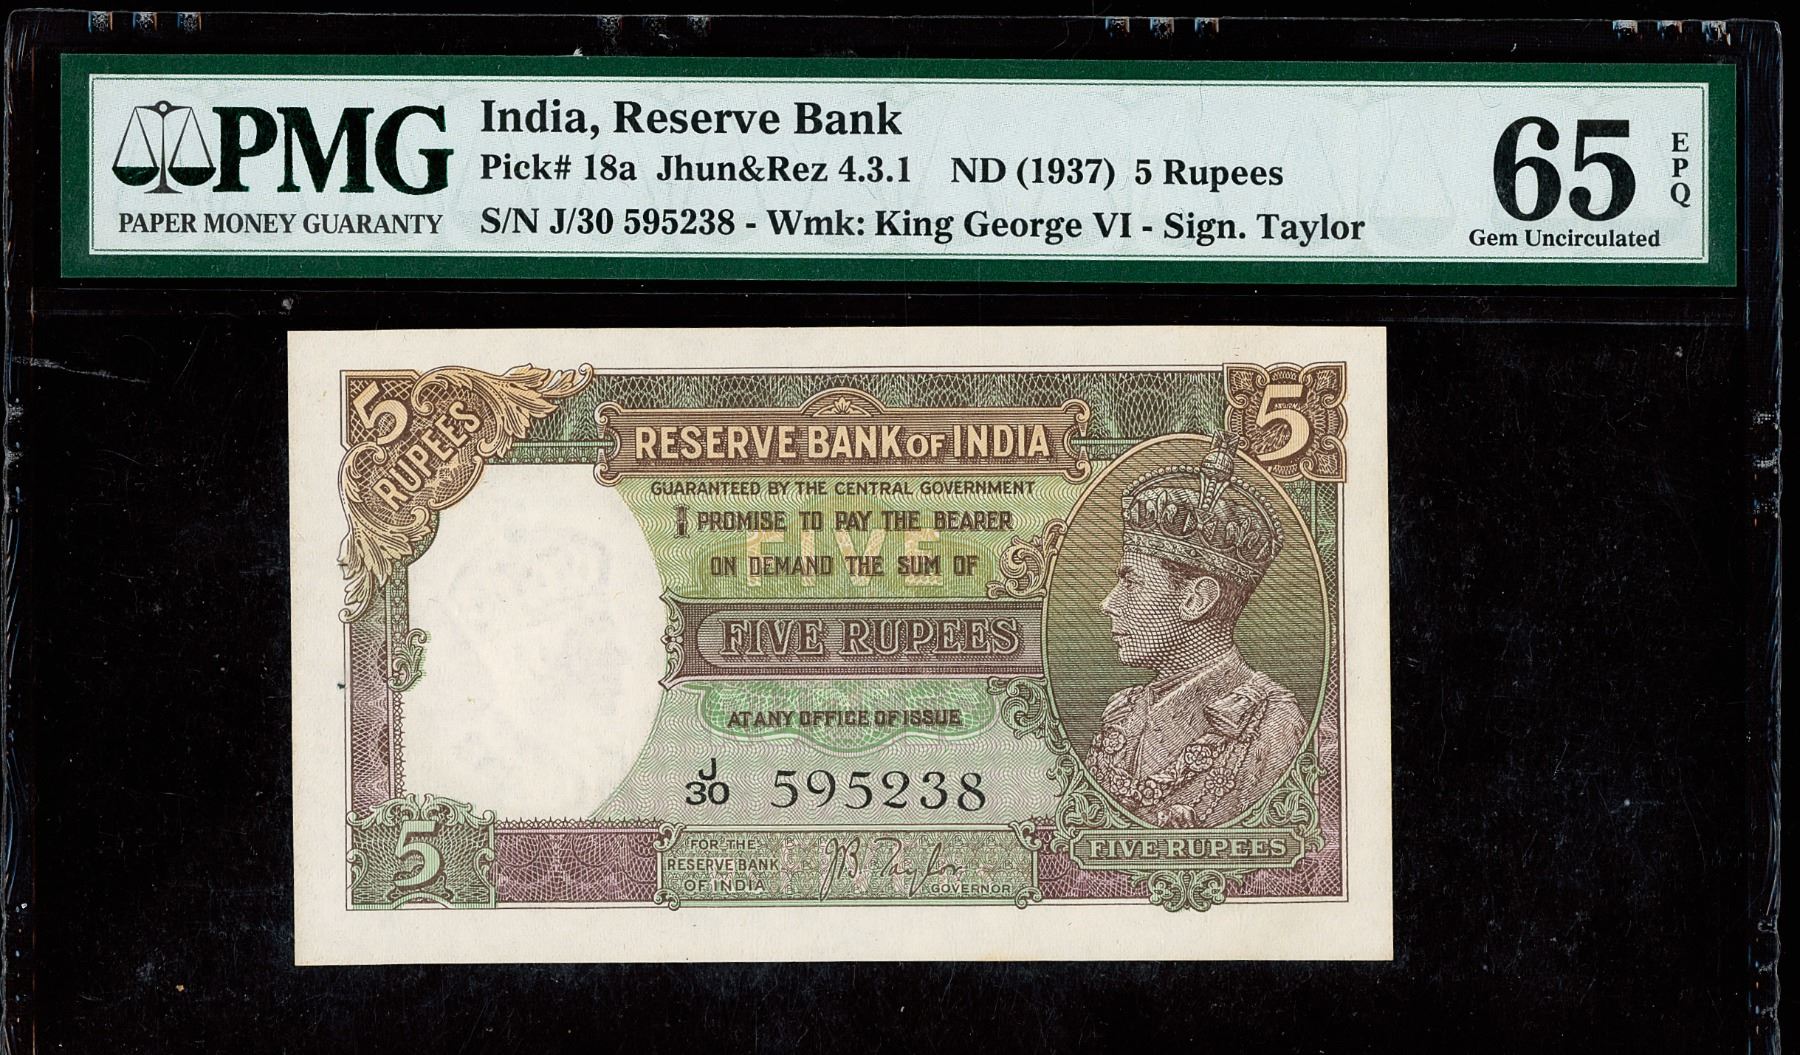 PMG
PAPER MONEY GUARANTY
India, Reserve Bank
Pick# 18a Jhun&Rez 4.3.1 ND (1937) 5 Rupees
S/N J/30 595238 - Wmk: King George VI - Sign. Taylor
65
EPQ
Gem Uncirculated
5
RUPEES
5
RESERVE BANK OF INDIA
GUARANTEED BY THE CENTRAL GOVERNMENT
I PROMISE TO PAY THE BEARER
FIVE
ON DEMAND THE SUM OF
FIVE RUPEES
AT ANY OFFICE OF ISSUE
J/30 595238
5
FOR THE
RESERVE BANK
OF INDIA
JB Taylor
GOVERNOR
FIVE RUPEES